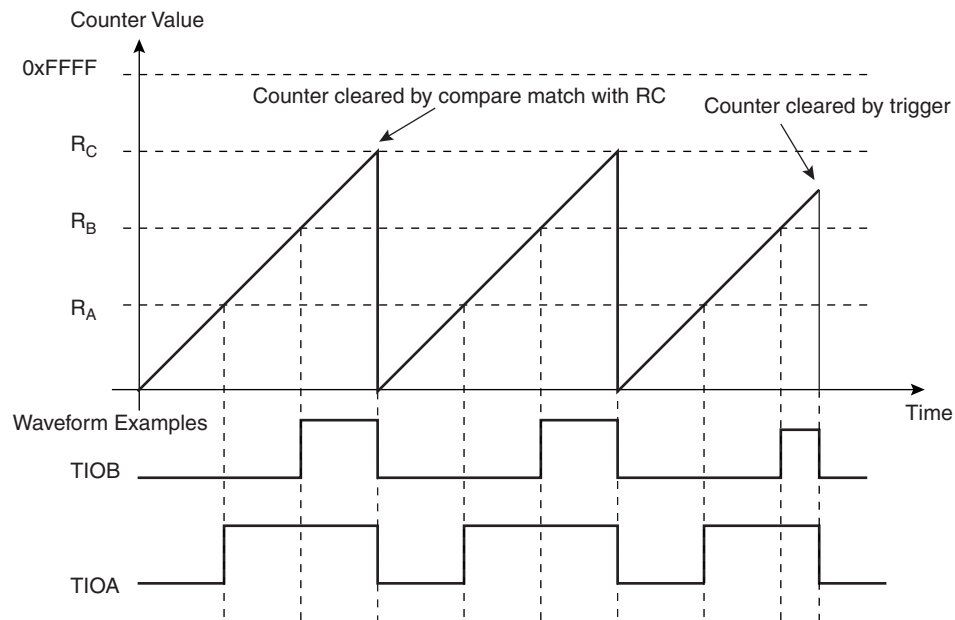 Counter Value
0xFFFF
Counter cleared by compare match with RC
Counter cleared by trigger
RC
RB
RA
Time
Waveform Examples
TIOB
TIOA